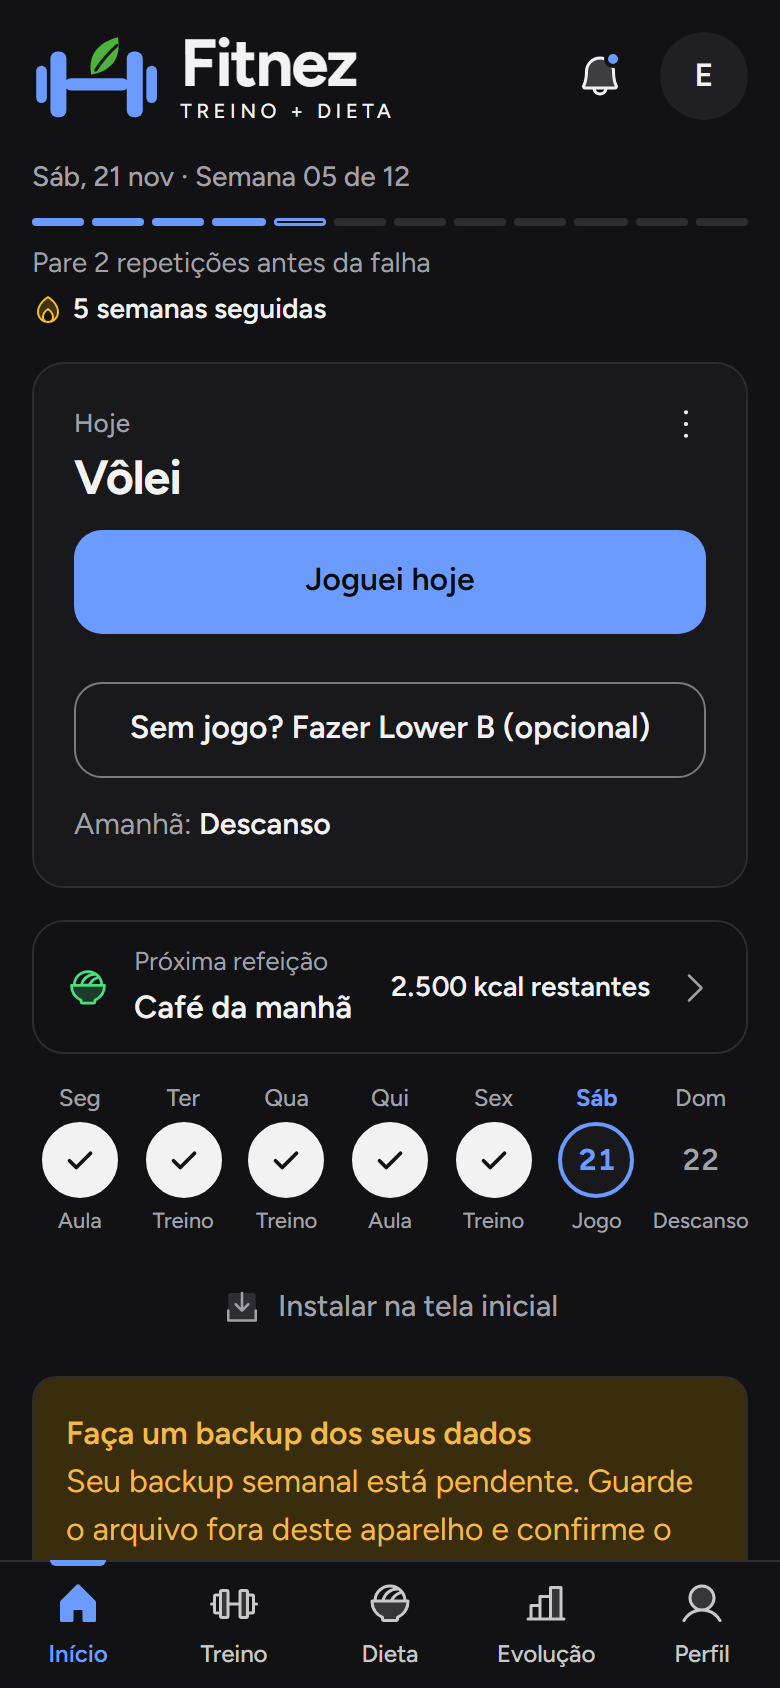 Fitnez
TREINO + DIETA
E
Sáb, 21 nov · Semana 05 de 12
Pare 2 repetições antes da falha
5 semanas seguidas
Hoje
Vôlei
Joguei hoje
Sem jogo? Fazer Lower B (opcional)
Amanhã: Descanso
Próxima refeição
Café da manhã
2.500 kcal restantes
Seg Ter Qua Qui Sex Sáb Dom
21 22
Aula Treino Treino Aula Treino Jogo Descanso
Instalar na tela inicial
Faça um backup dos seus dados
Seu backup semanal está pendente. Guarde
o arquivo fora deste aparelho e confirme o
Início Treino Dieta Evolução Perfil